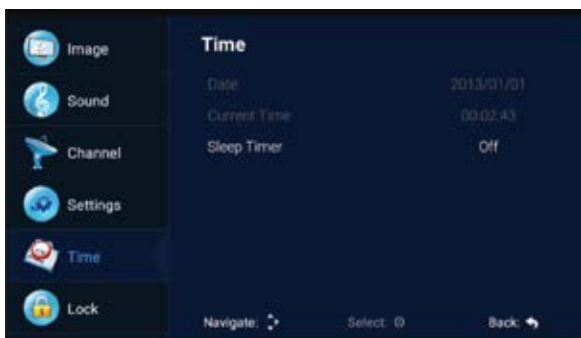 Image
Sound
Channel
Settings
Time
Lock
Time
Date 2013/01/01
Current Time 00:02:43
Sleep Timer Off
Navigate: Select: Back: